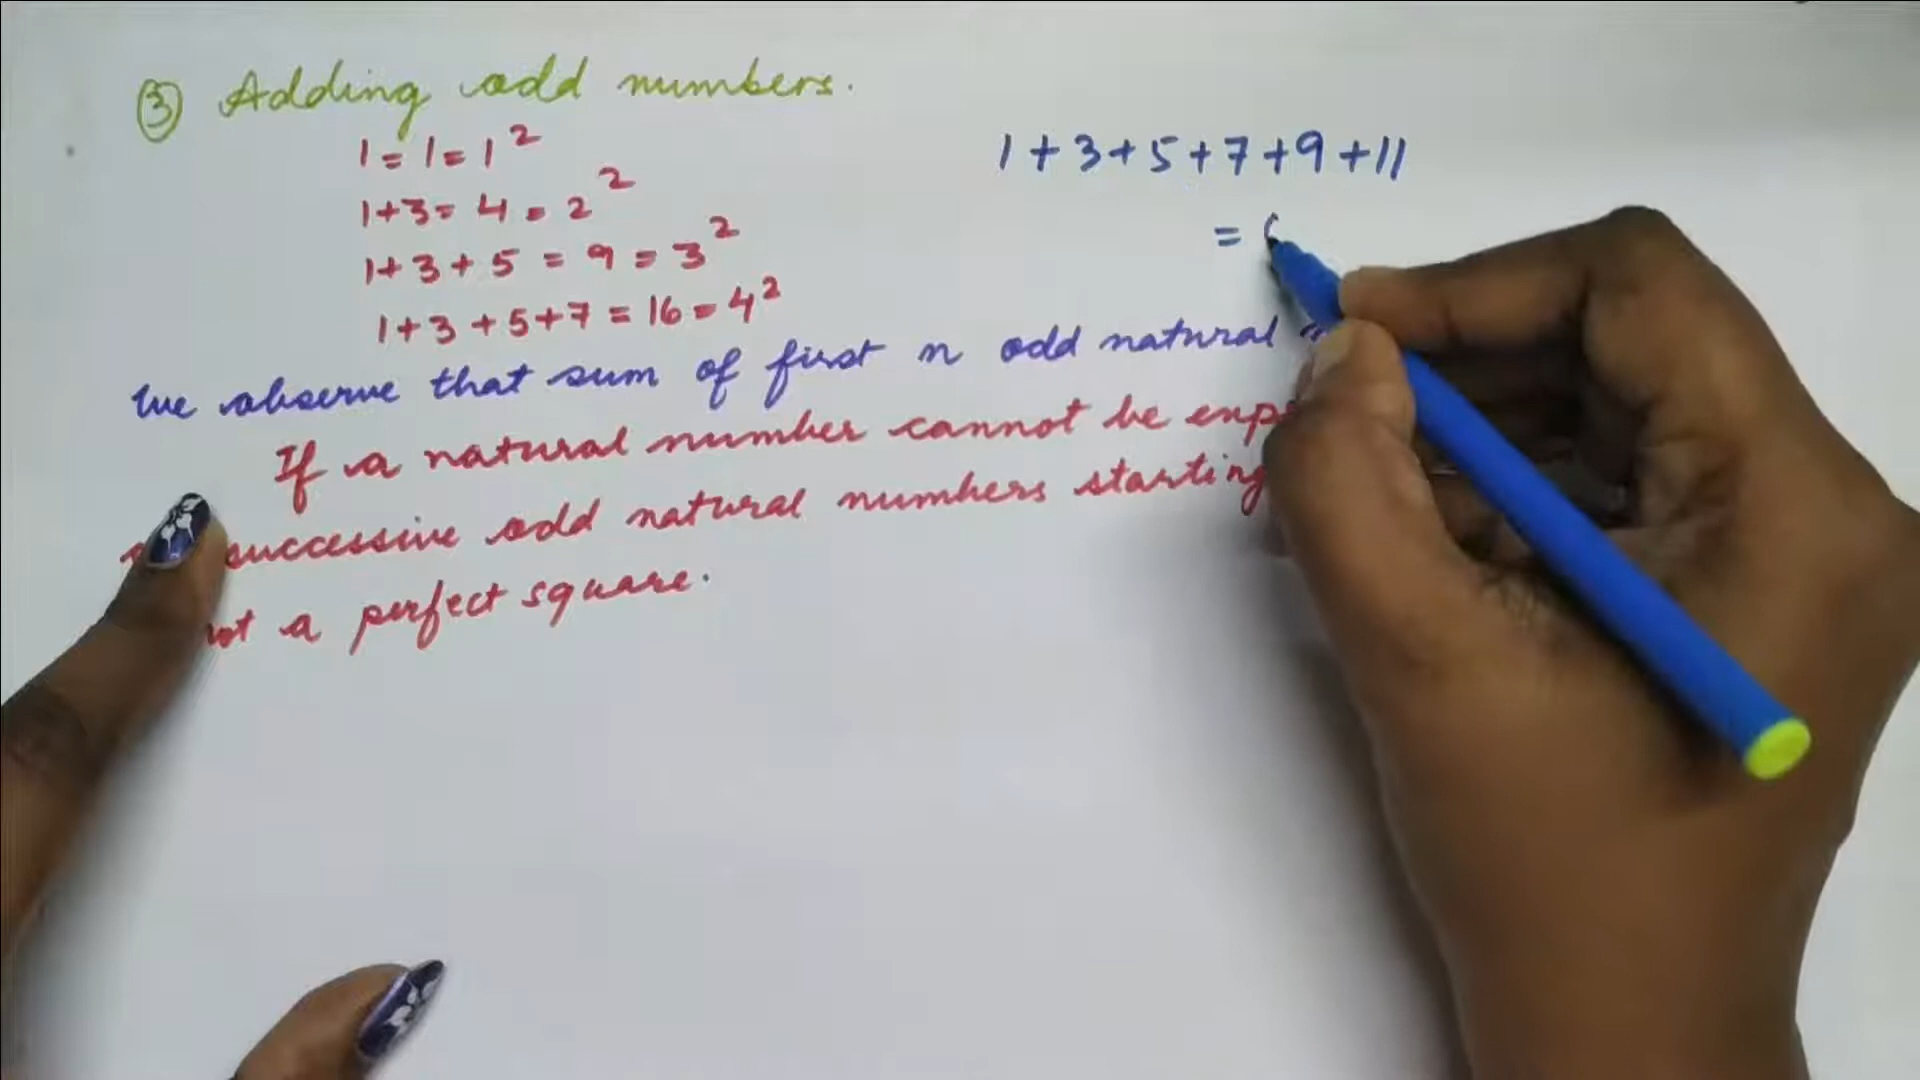 ③ Adding odd numbers.
1 = 1 = 1²
1+3 = 4 = 2²
1+3+5 = 9 = 3²
1+3+5+7 = 16 = 4²
1+3+5+7+9+11
=
We observe that sum of first n odd natural
If a natural number cannot be
successive odd natural numbers starting
not a perfect square.